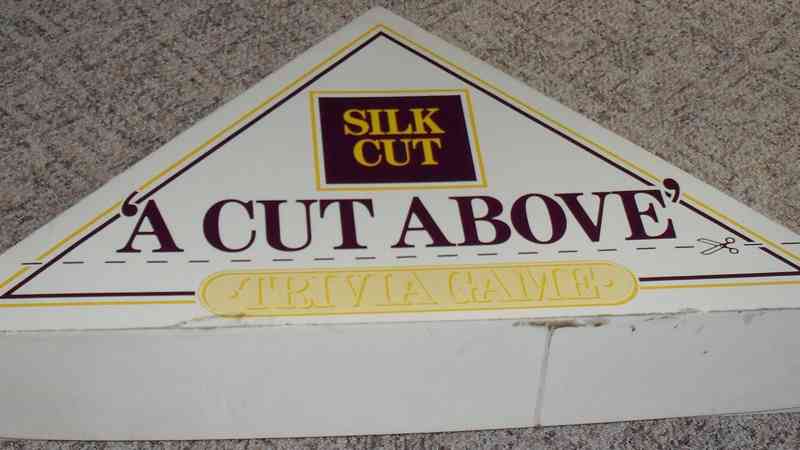 SILK
CUT
'A CUT ABOVE'
·TRIVIA GAME·